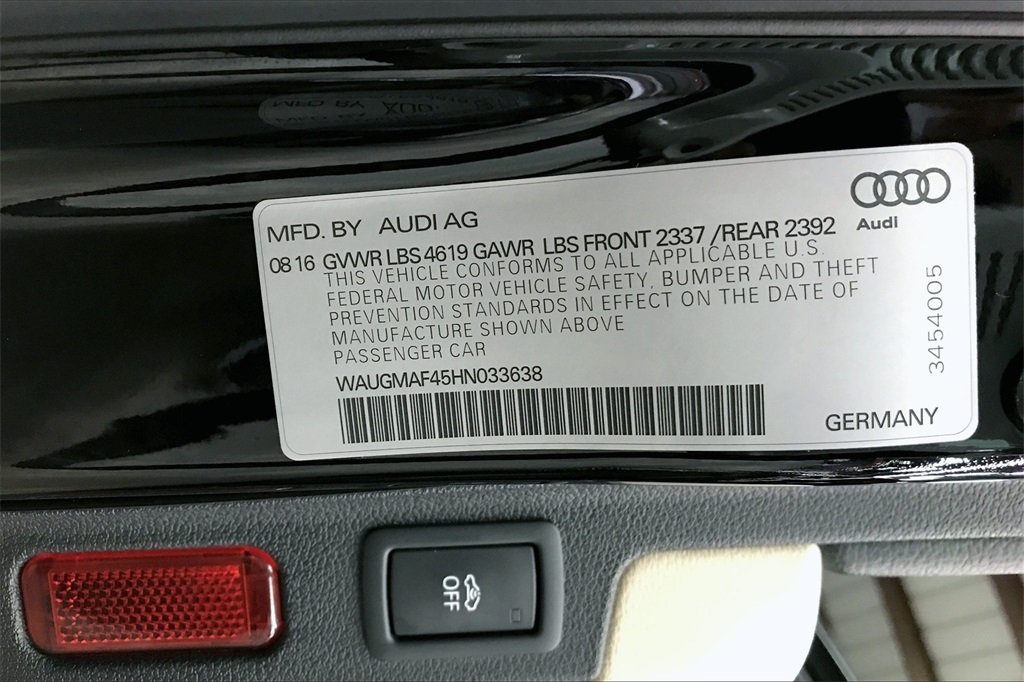 MFD. BY AUDI AG
Audi
08 16 GVWR LBS 4619 GAWR LBS FRONT 2337 /REAR 2392
THIS VEHICLE CONFORMS TO ALL APPLICABLE U.S.
FEDERAL MOTOR VEHICLE SAFETY, BUMPER AND THEFT
PREVENTION STANDARDS IN EFFECT ON THE DATE OF
MANUFACTURE SHOWN ABOVE
PASSENGER CAR
WAUGMAF45HN033638
GERMANY
3454005
OFF